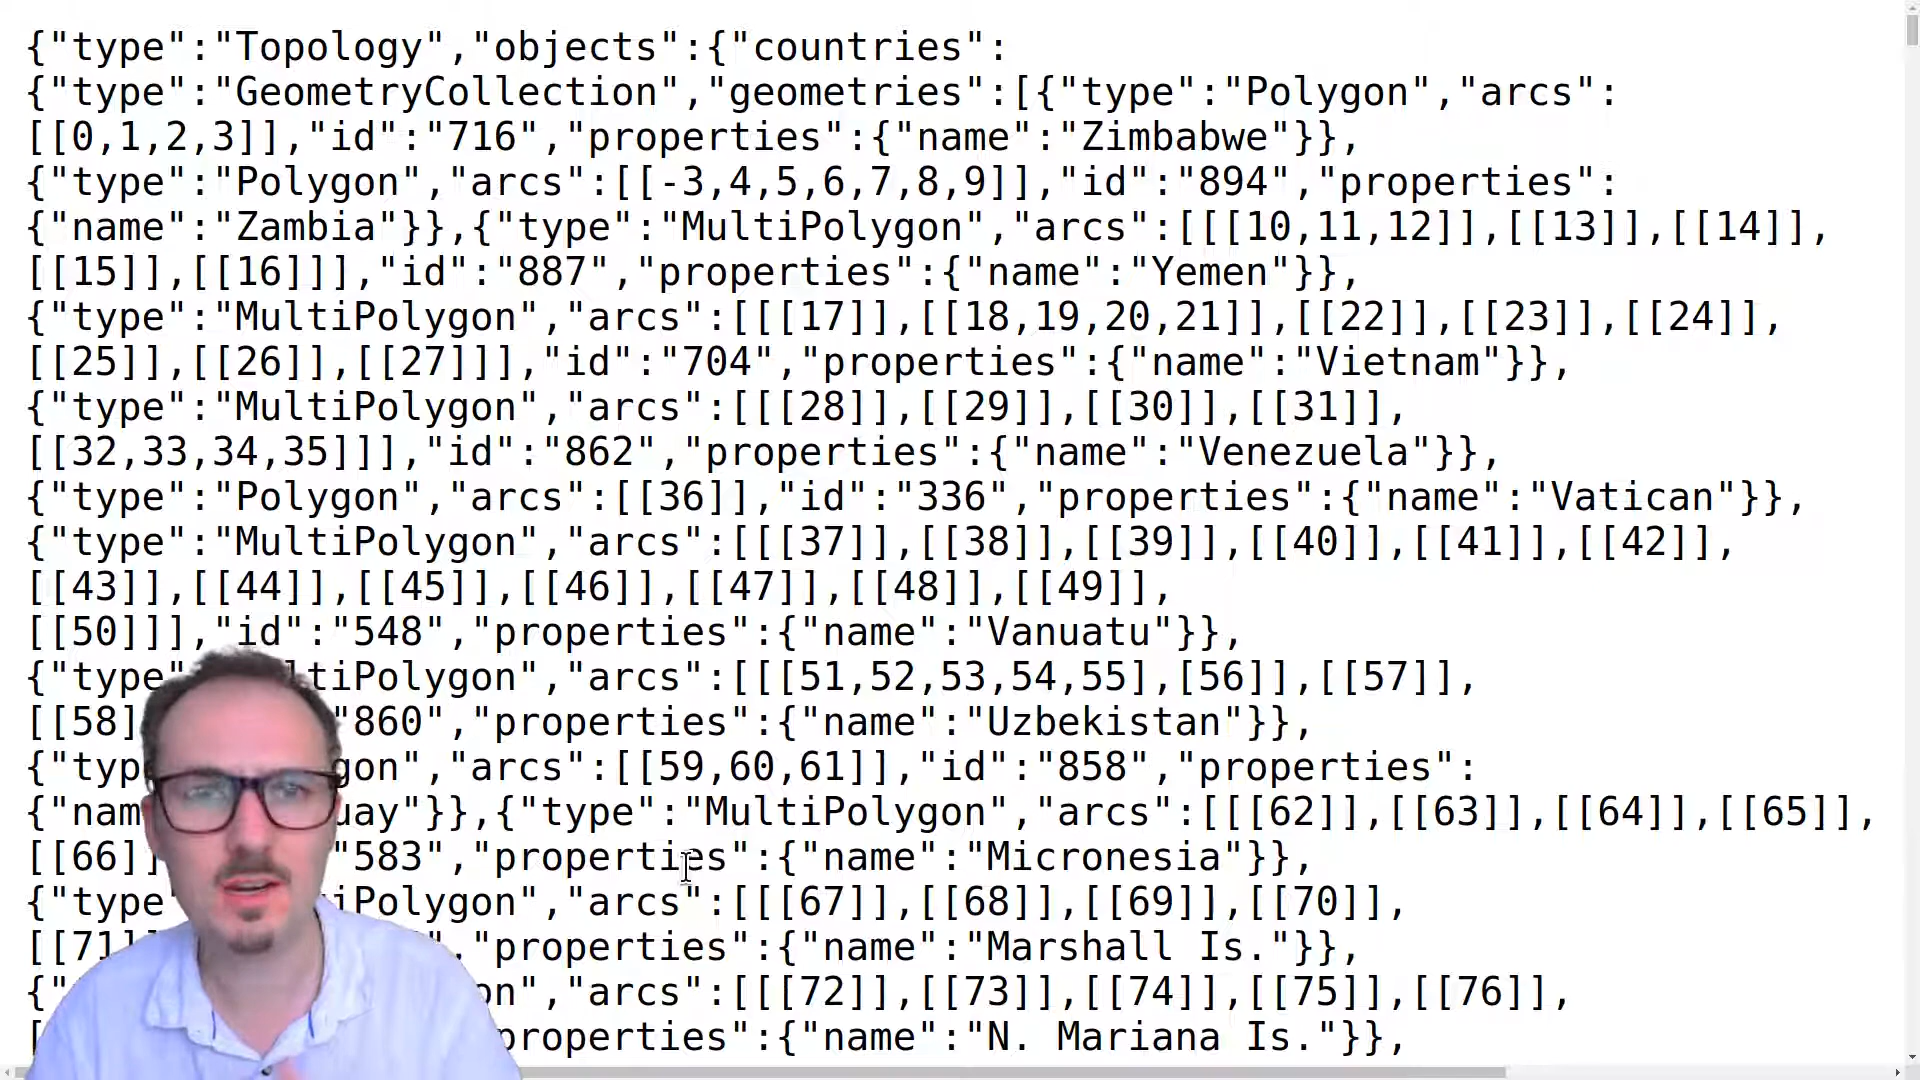 {"type":"Topology","objects":{"countries":
{"type":"GeometryCollection","geometries":[{"type":"Polygon","arcs":
[[0,1,2,3]],"id":"716","properties":{"name":"Zimbabwe"}},
{"type":"Polygon","arcs":[[-3,4,5,6,7,8,9]],"id":"894","properties":
{"name":"Zambia"}},{"type":"MultiPolygon","arcs":[[[10,11,12]],[[13]],[[14]],
[[15]],[[16]]],"id":"887","properties":{"name":"Yemen"}},
{"type":"MultiPolygon","arcs":[[[17]],[[18,19,20,21]],[[22]],[[23]],[[24]],
[[25]],[[26]],[[27]]],"id":"704","properties":{"name":"Vietnam"}},
{"type":"MultiPolygon","arcs":[[[28]],[[29]],[[30]],[[31]],
[[32,33,34,35]]],"id":"862","properties":{"name":"Venezuela"}},
{"type":"Polygon","arcs":[[36]],"id":"336","properties":{"name":"Vatican"}},
{"type":"MultiPolygon","arcs":[[[37]],[[38]],[[39]],[[40]],[[41]],[[42]],
[[43]],[[44]],[[45]],[[46]],[[47]],[[48]],[[49]],
[[50]]],"id":"548","properties":{"name":"Vanuatu"}},
{"type" tiPolygon","arcs":[[[51,52,53,54,55],[56]],[[57]],
[[58] "860","properties":{"name":"Uzbekistan"}},
{"typ gon","arcs":[[59,60,61]],"id":"858","properties":
{"nam uay"}},{"type":"MultiPolygon","arcs":[[[62]],[[63]],[[64]],[[65]],
[[66]] "583","properties":{"name":"Micronesia"}},
{"type" iPolygon","arcs":[[[67]],[[68]],[[69]],[[70]],
[[71] ","properties":{"name":"Marshall Is."}},
{" on","arcs":[[[72]],[[73]],[[74]],[[75]],[[76]],
properties":{"name":"N. Mariana Is."}},